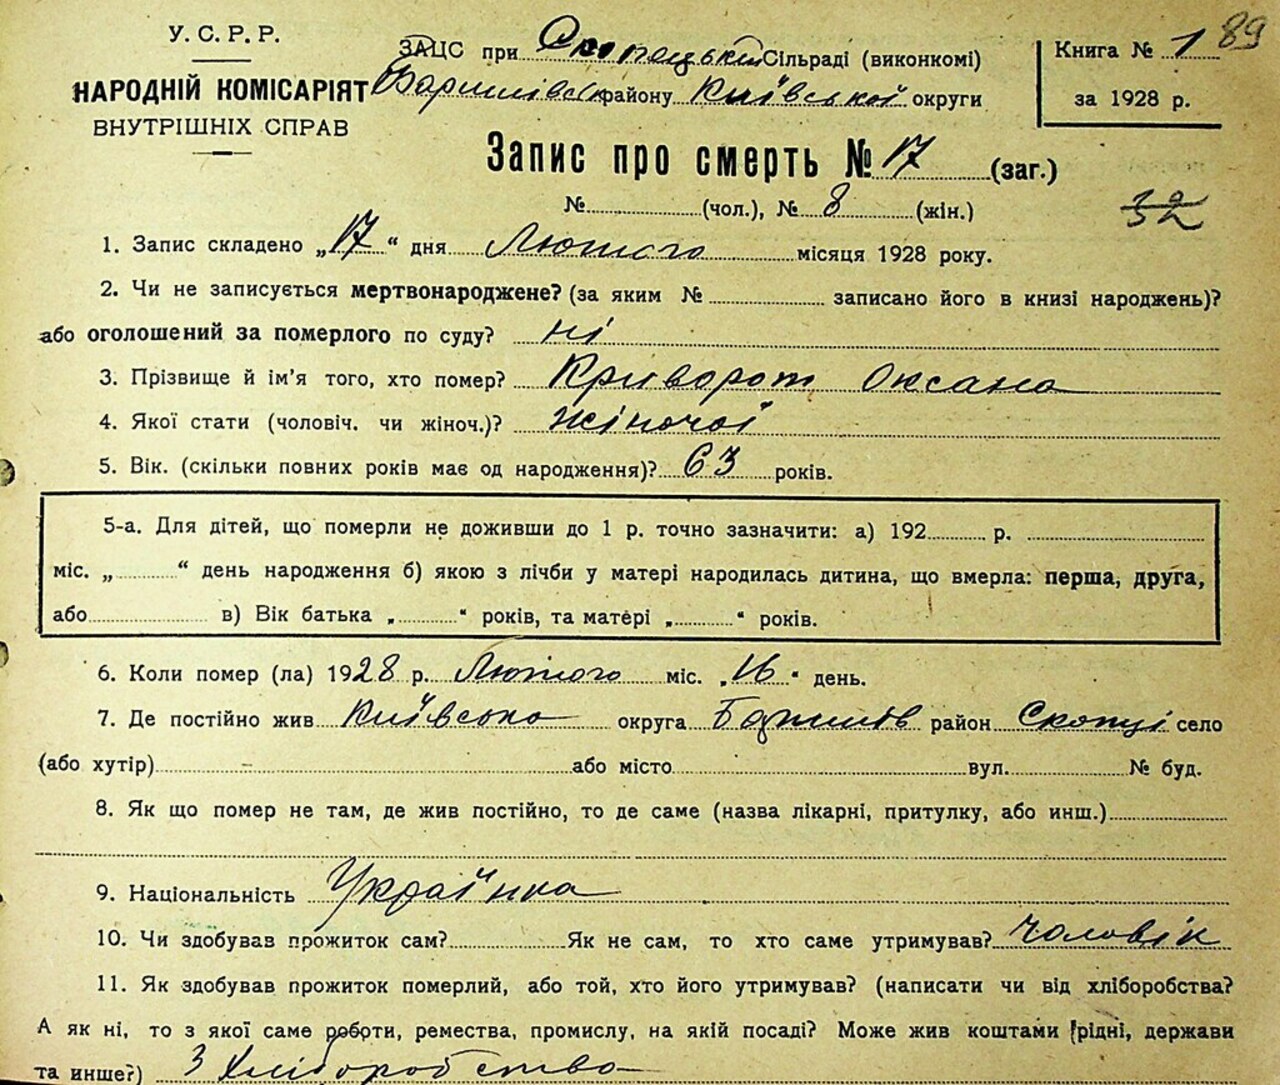 89
У. С. Р. Р.
НАРОДНІЙ КОМІСАРІЯТ
ВНУТРІШНІХ СПРАВ
ЗАЦС при Скопецькій Сільраді (виконкомі)
Баришівськ району Київської округи
Книга № 1
за 1928 р.
Запис про смерть № 17 (заг.)
№ (чол.), № 8 (жін.)
32
1. Запис складено „17“ дня Лютого місяця 1928 року.
2. Чи не записується мертвонароджене? (за яким № записано його в книзі народжень)?
або оголошений за померлого по суду? ні
3. Прізвище й ім'я того, хто помер? Криворот Оксана
4. Якої стати (чоловіч. чи жіноч.)? жіночої
5. Вік. (скільки повних років має од народження)? 63 років.
5-а. Для дітей, що померли не доживши до 1 р. точно зазначити: а) 192 р.
міс. „ “ день народження б) якою з лічби у матері народилась дитина, що вмерла: перша, друга,
або в) Вік батька „ “ років, та матері „ “ років.
6. Коли помер (ла) 1928 р. Лютого міс. „16“ день.
7. Де постійно жив Київська округа Баришів район Скопці село
(або хутір) або місто вул. № буд.
8. Як що помер не там, де жив постійно, то де саме (назва лікарні, притулку, або инш.)
9. Національність Українка
10. Чи здобував прожиток сам? Як не сам, то хто саме утримував? чоловік
11. Як здобував прожиток померлий, або той, хто його утримував? (написати чи від хліборобства?
А як ні, то з якої саме роботи, ремества, промислу, на якій посаді? Може жив коштами рідні, держави
та инше?) З Хліборобства